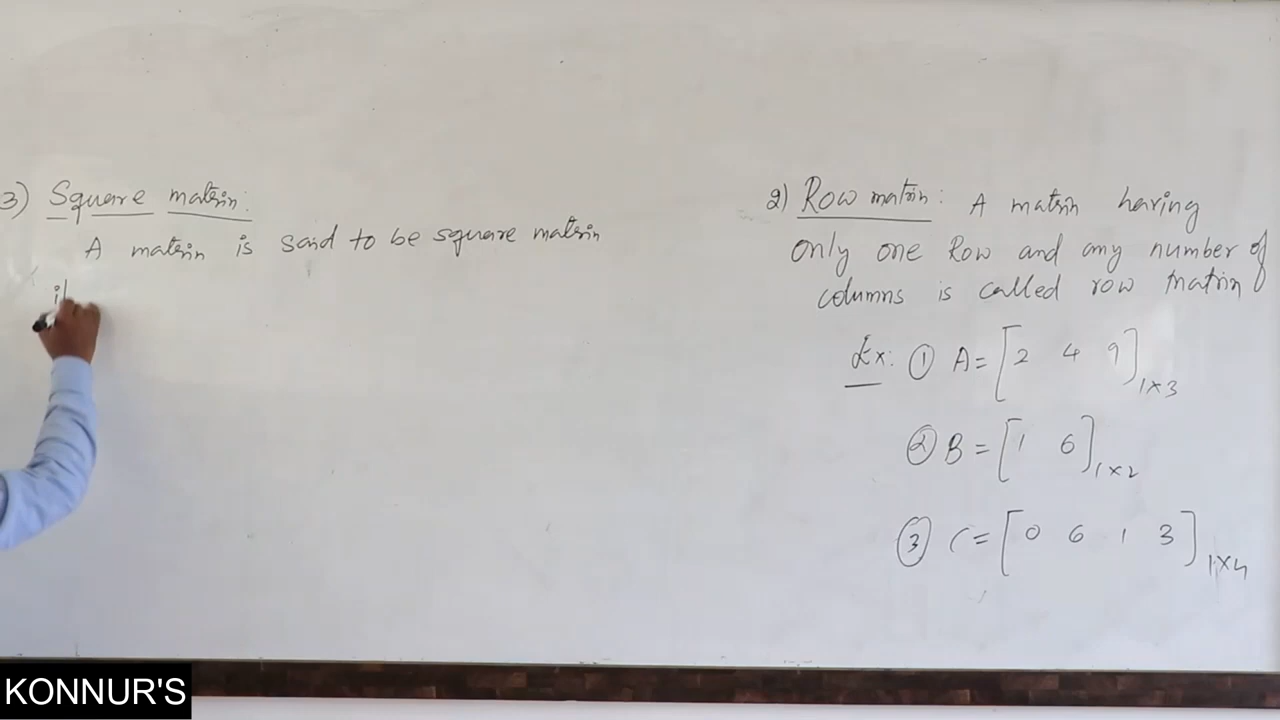 3) Square matrix:
A matrix is said to be square matrix
if
2) Row matrix: A matrix having
only one Row and any number of
columns is called row matrix
Ex: ① A = [2 4 9]1×3
② B = [1 6]1×2
③ C = [0 6 1 3]1×4
KONNUR'S